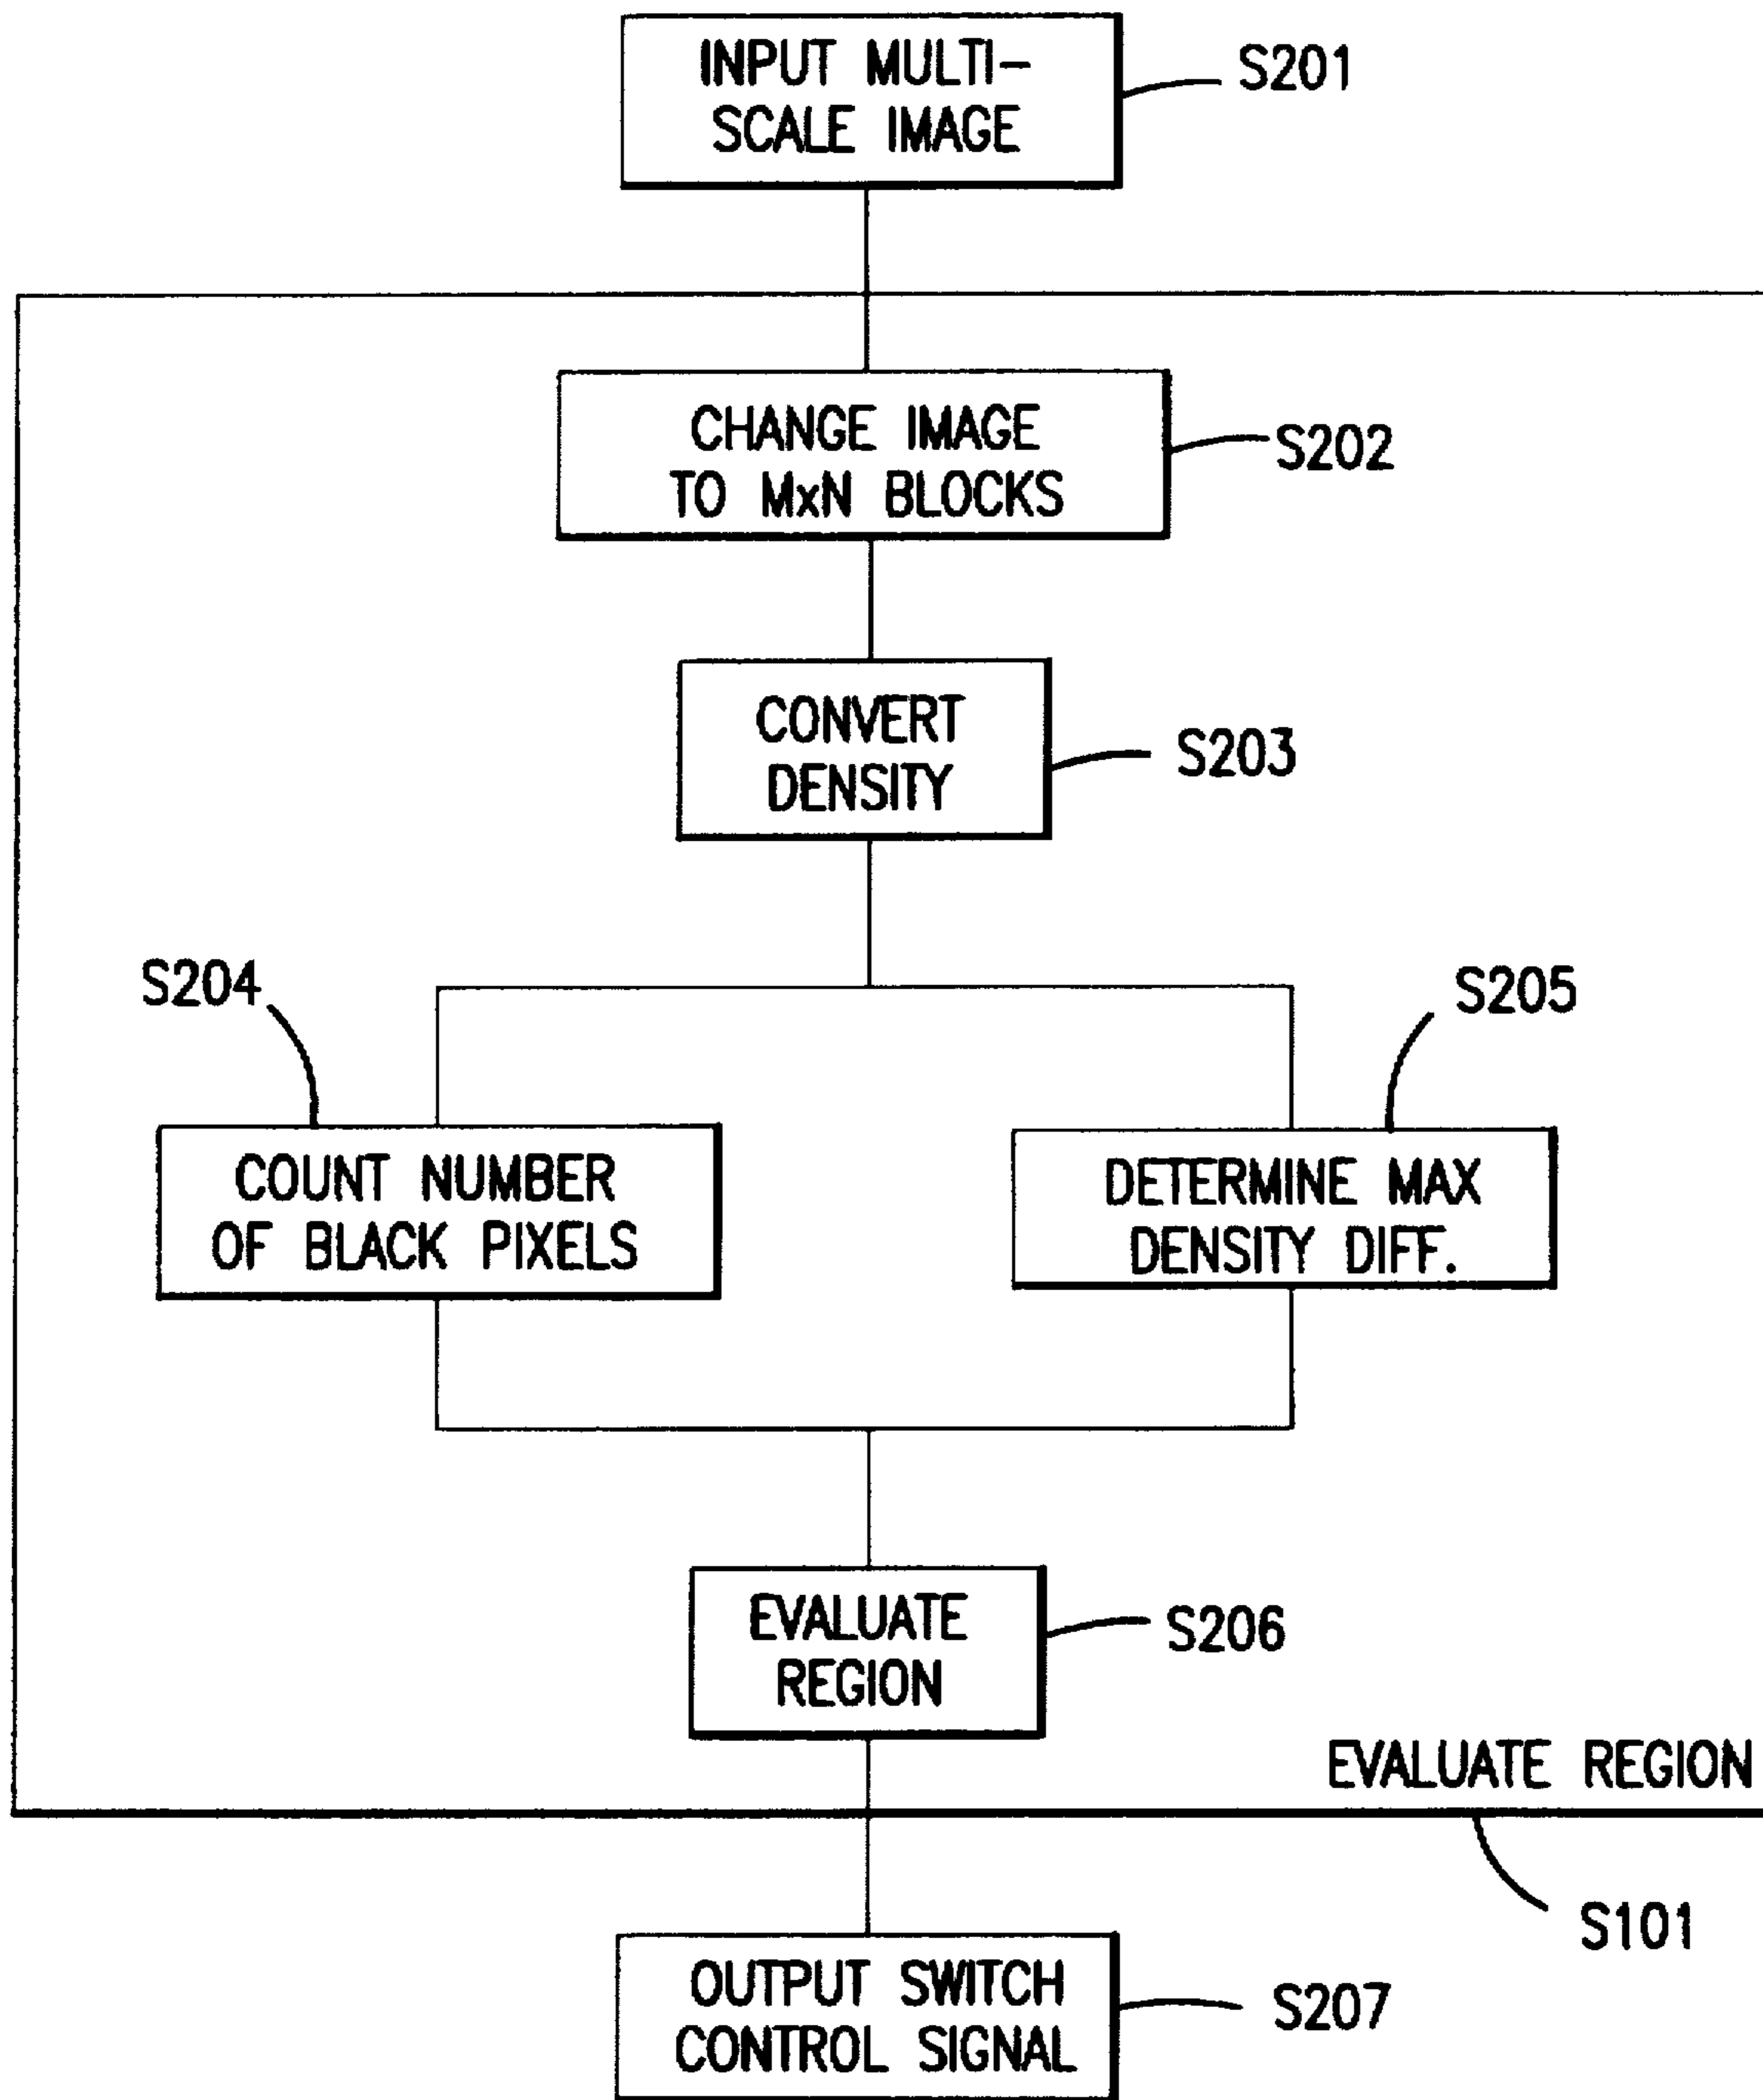 INPUT MULTI-
SCALE IMAGE
S201
CHANGE IMAGE
TO MxN BLOCKS
S202
CONVERT
DENSITY
S203
S204
S205
COUNT NUMBER
OF BLACK PIXELS
DETERMINE MAX
DENSITY DIFF.
EVALUATE
REGION
S206
EVALUATE REGION
S101
OUTPUT SWITCH
CONTROL SIGNAL
S207